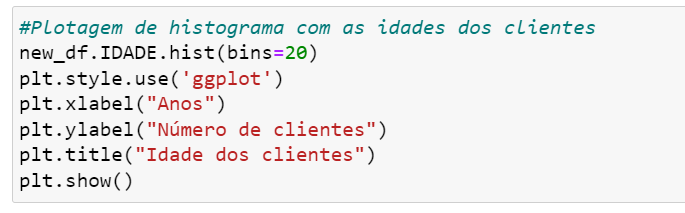 #Plotagem de histograma com as idades dos clientes
new_df.IDADE.hist(bins=20)
plt.style.use('ggplot')
plt.xlabel("Anos")
plt.ylabel("Número de clientes")
plt.title("Idade dos clientes")
plt.show()